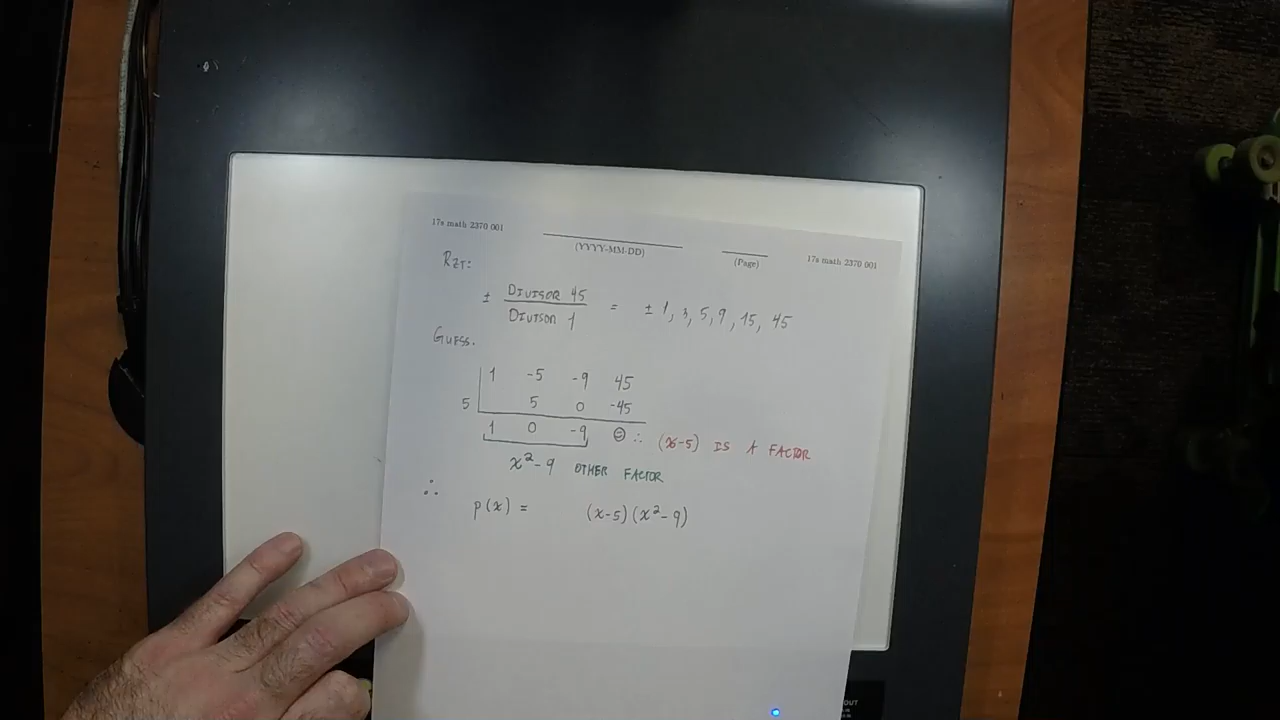 17s math 2370 001
(YYYY-MM-DD)
(Page)
17s math 2370 001
RZT:
± DIVISOR 45 / DIVISOR 1 = ± 1, 3, 5, 9, 15, 45
GUESS.
1 -5 -9 45
5 5 0 -45
1 0 -9 0 ∴ (x-5) IS A FACTOR
x²-9 OTHER FACTOR
∴
p(x) = (x-5)(x²-9)
OUT